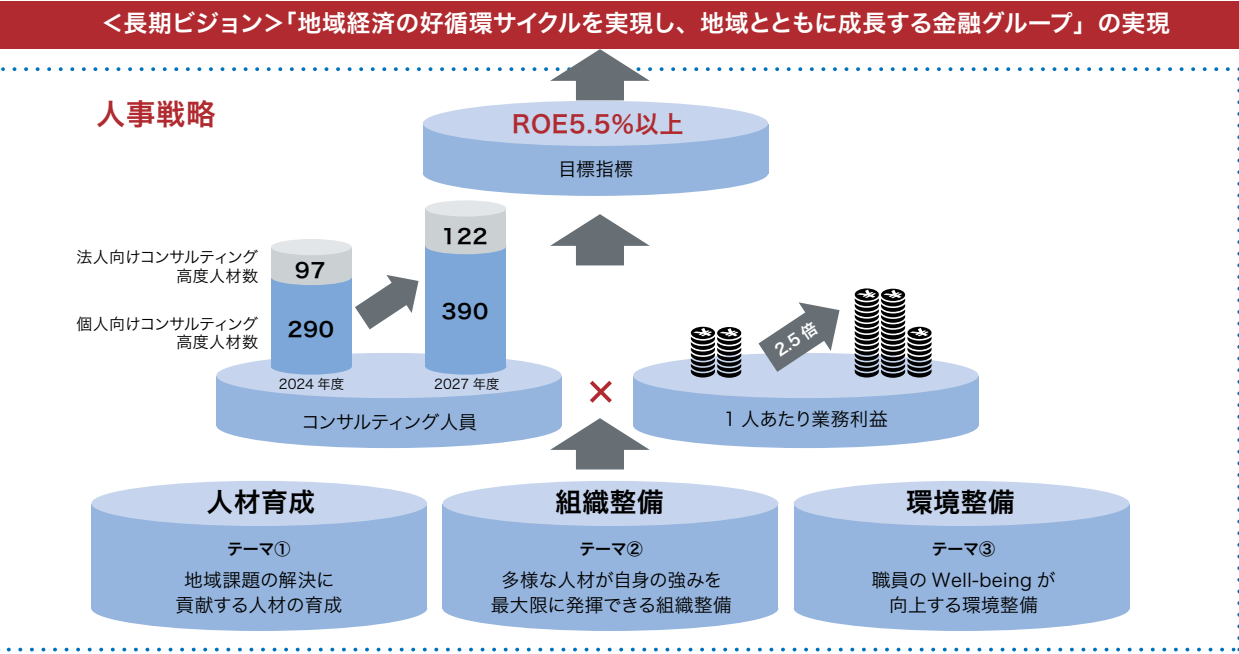 ＜長期ビジョン＞「地域経済の好循環サイクルを実現し、地域とともに成長する金融グループ」の実現
人事戦略
ROE5.5%以上
目標指標
法人向けコンサルティング
高度人材数
97
122
個人向けコンサルティング
高度人材数
290
390
2024年度
2027年度
コンサルティング人員
×
2.5倍
1人あたり業務利益
人材育成
テーマ①
地域課題の解決に
貢献する人材の育成
組織整備
テーマ②
多様な人材が自身の強みを
最大限に発揮できる組織整備
環境整備
テーマ③
職員の Well-being が
向上する環境整備